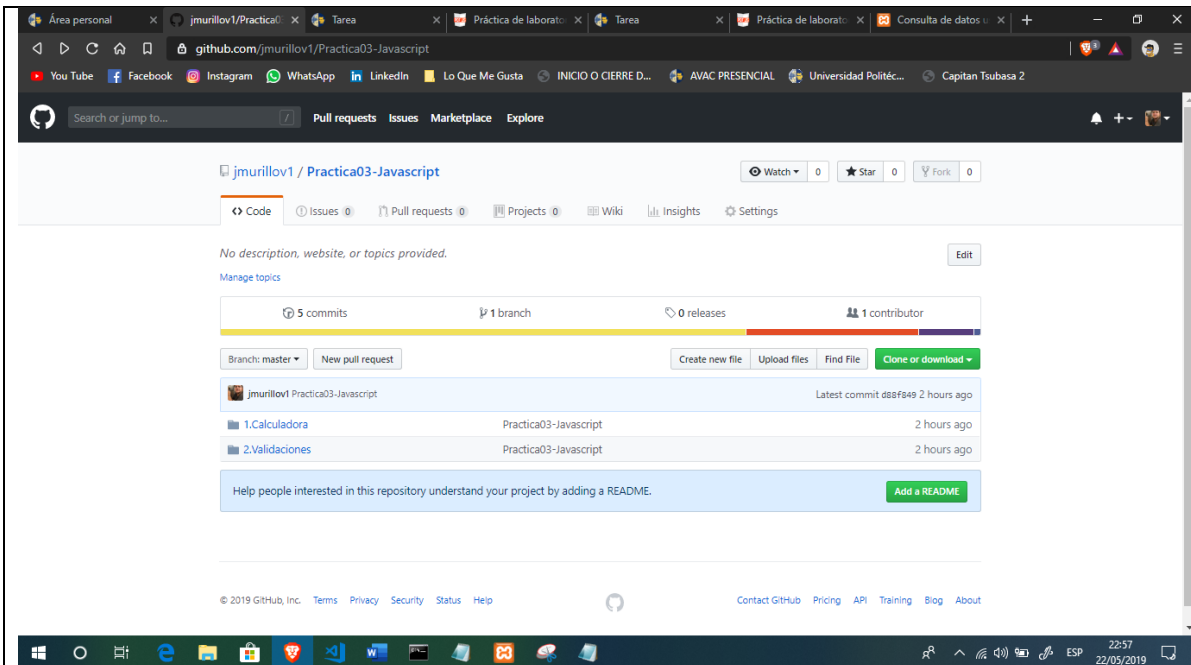 Área personal jmurillov1/Practica0 Tarea Práctica de laborato Tarea Práctica de laborato Consulta de datos u
github.com/jmurillov1/Practica03-Javascript
You Tube Facebook Instagram WhatsApp LinkedIn Lo Que Me Gusta INICIO O CIERRE D... AVAC PRESENCIAL Universidad Politéc... Capitan Tsubasa 2
Search or jump to... / Pull requests Issues Marketplace Explore
jmurillov1 / Practica03-Javascript Watch 0 Star 0 Fork 0
Code Issues 0 Pull requests 0 Projects 0 Wiki Insights Settings
No description, website, or topics provided. Edit
Manage topics
5 commits 1 branch 0 releases 1 contributor
Branch: master New pull request Create new file Upload files Find File Clone or download
jmurillov1 Practica03-Javascript Latest commit d88f849 2 hours ago
1.Calculadora Practica03-Javascript 2 hours ago
2.Validaciones Practica03-Javascript 2 hours ago
Help people interested in this repository understand your project by adding a README. Add a README
© 2019 GitHub, Inc. Terms Privacy Security Status Help Contact GitHub Pricing API Training Blog About
ESP 22:57
22/05/2019